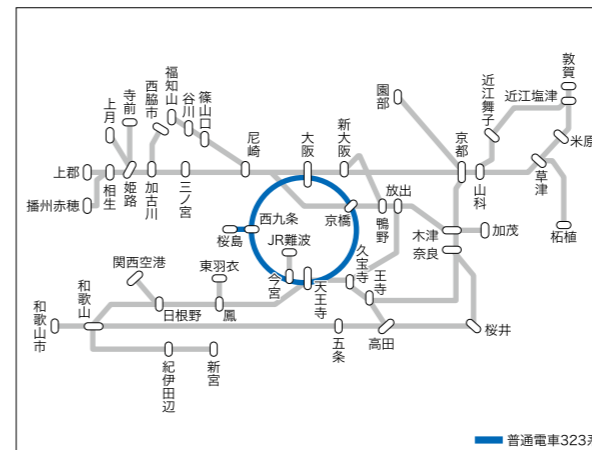 敦賀
近江塩津
近江舞子
米原
園部
京都
山科
草津
柘植
新大阪
大阪
尼崎
篠山口
谷川
福知山
西脇市
寺前
上月
上郡
播州赤穂
相生
姫路
加古川
三ノ宮
放出
鴫野
京橋
西九条
桜島
JR難波
今宮
天王寺
久宝寺
王寺
木津
加茂
奈良
関西空港
東羽衣
日根野
鳳
和歌山
和歌山市
五条
高田
桜井
紀伊田辺
新宮
普通電車323系